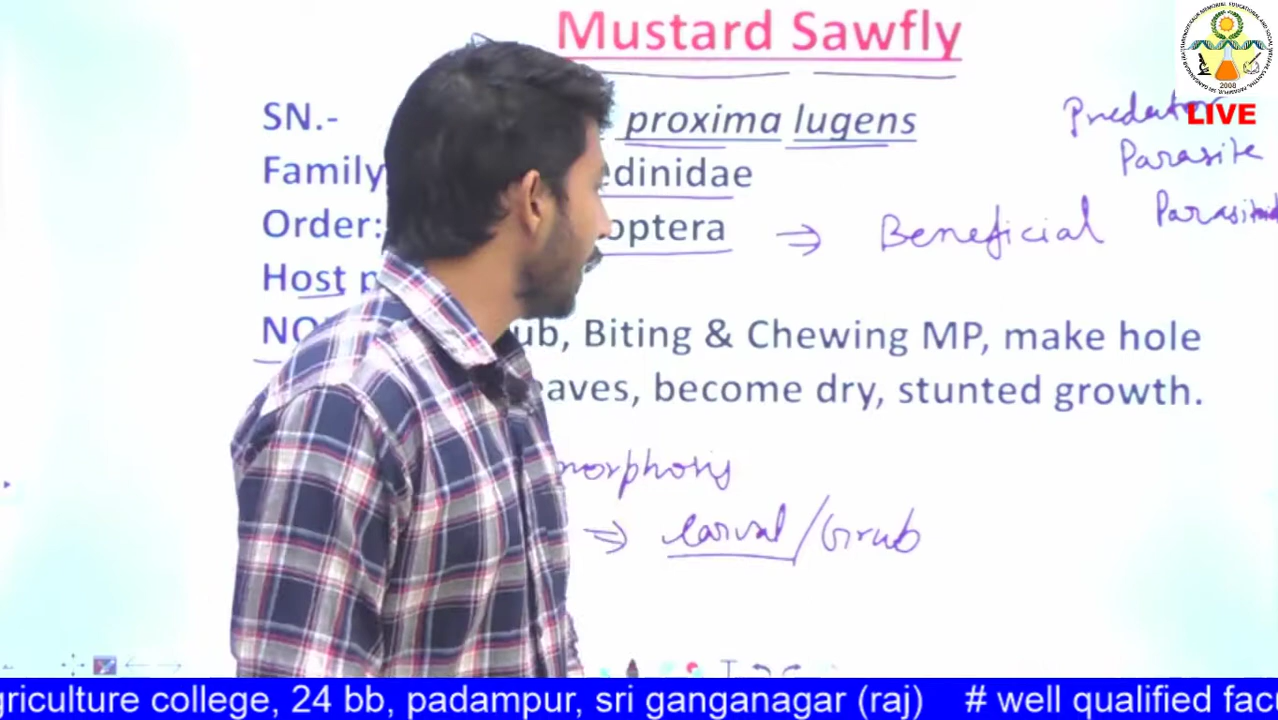 Mustard Sawfly
SN.- proxima lugens
Predator
LIVE
Parasite
Family edinidae
Parasitoid
Order: optera ⇒ Beneficial
Host p
NO ub, Biting & Chewing MP, make hole
eaves, become dry, stunted growth.
morphosis
⇒ larval/Grub
2008
griculture college, 24 bb, padampur, sri ganganagar (raj) # well qualified fac